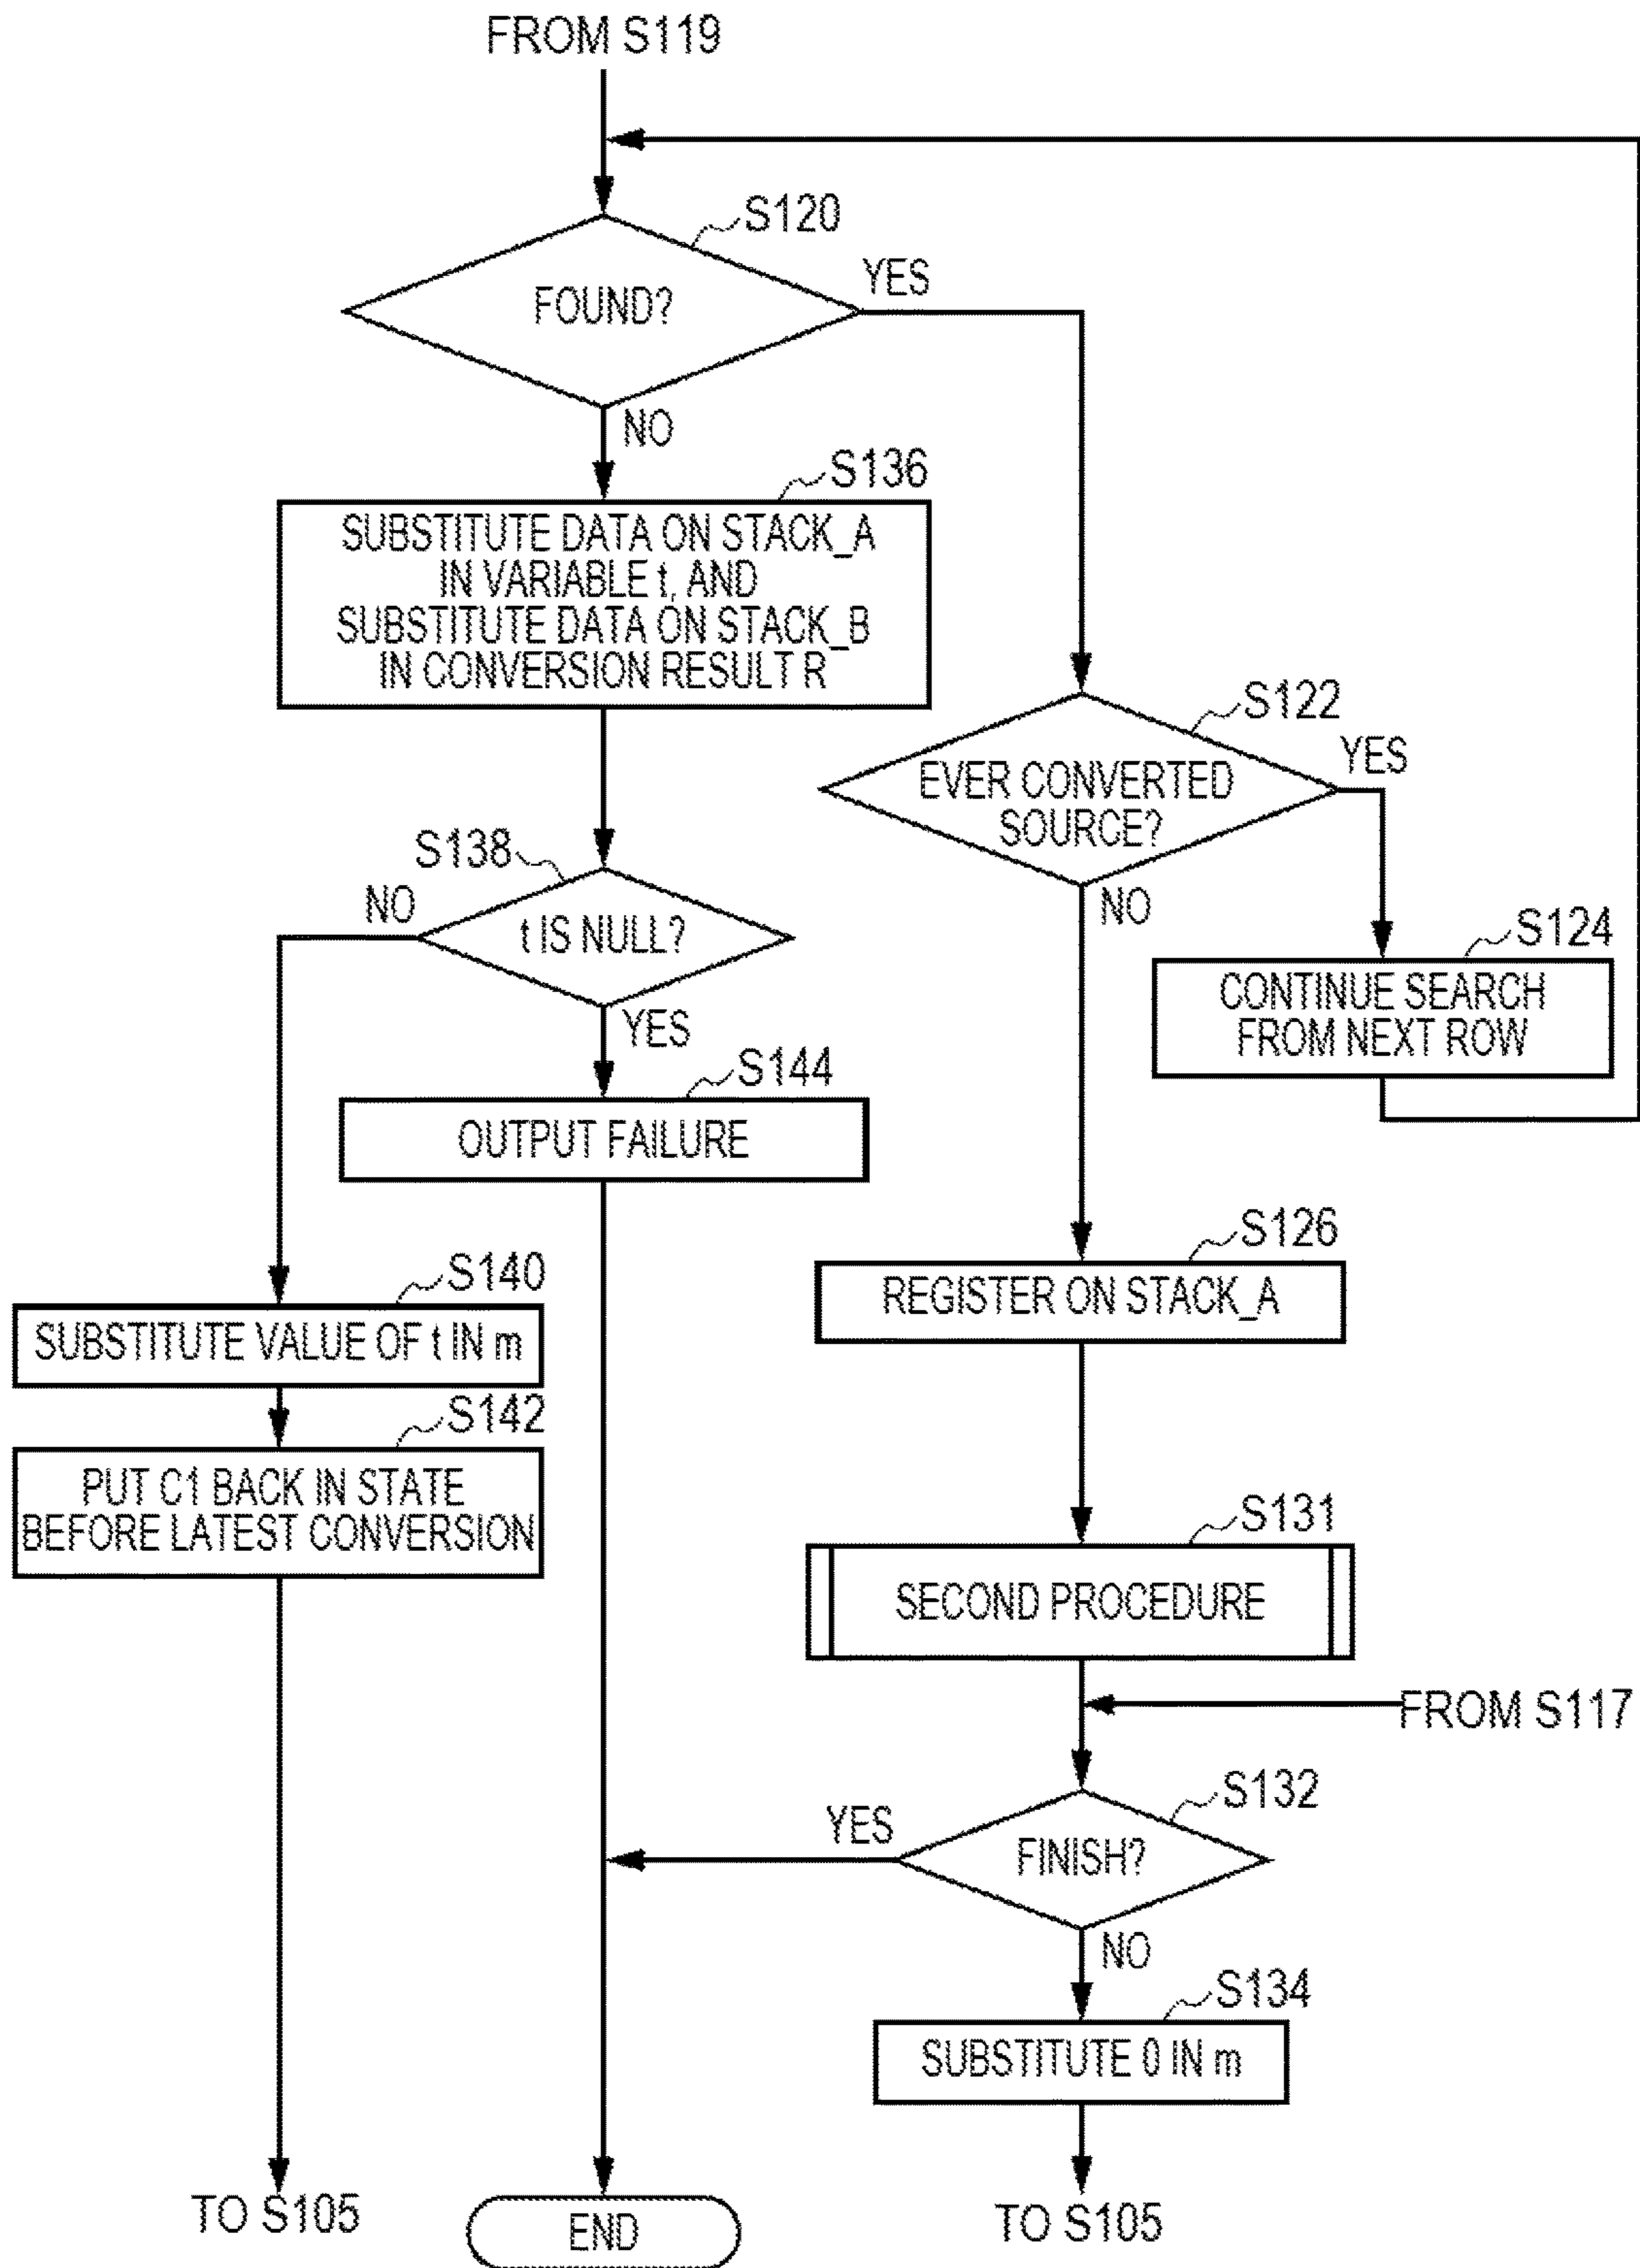 FROM S119
S120
FOUND?
YES
NO
S136
SUBSTITUTE DATA ON STACK_A
IN VARIABLE t, AND
SUBSTITUTE DATA ON STACK_B
IN CONVERSION RESULT R
S122
EVER CONVERTED
SOURCE?
YES
NO
S138
t IS NULL?
NO
YES
S124
CONTINUE SEARCH
FROM NEXT ROW
S144
OUTPUT FAILURE
S126
REGISTER ON STACK_A
S140
SUBSTITUTE VALUE OF t IN m
S142
PUT C1 BACK IN STATE
BEFORE LATEST CONVERSION
S131
SECOND PROCEDURE
FROM S117
S132
FINISH?
YES
NO
S134
SUBSTITUTE 0 IN m
TO S105
END
TO S105